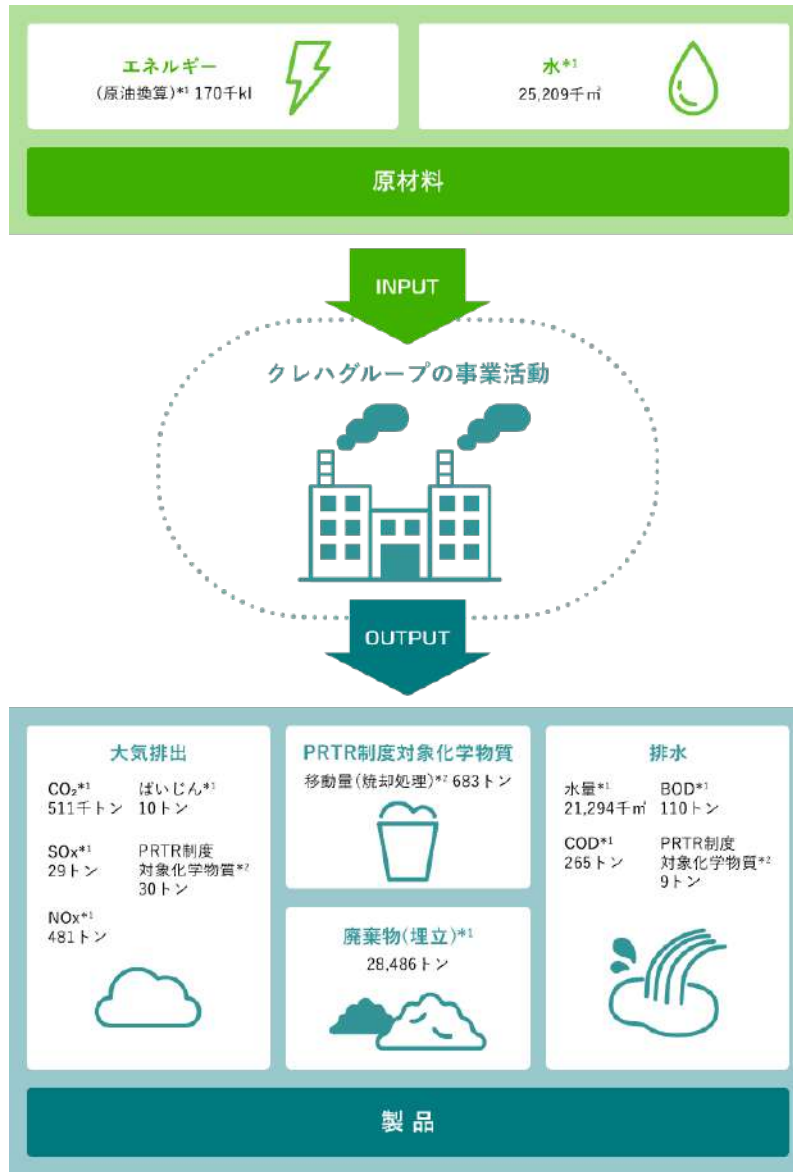 エネルギー
(原油換算)*¹ 170千kl
水*¹
25,209千㎥
原材料
INPUT
クレハグループの事業活動
OUTPUT
大気排出
CO₂*¹
511千トン
ばいじん*¹
10トン
SOx*¹
29トン
PRTR制度
対象化学物質*²
30トン
NOx*¹
481トン
PRTR制度対象化学物質
移動量(焼却処理)*² 683トン
廃棄物(埋立)*¹
28,486トン
排水
水量*¹
21,294千㎥
BOD*¹
110トン
COD*¹
265トン
PRTR制度
対象化学物質*²
9トン
製品